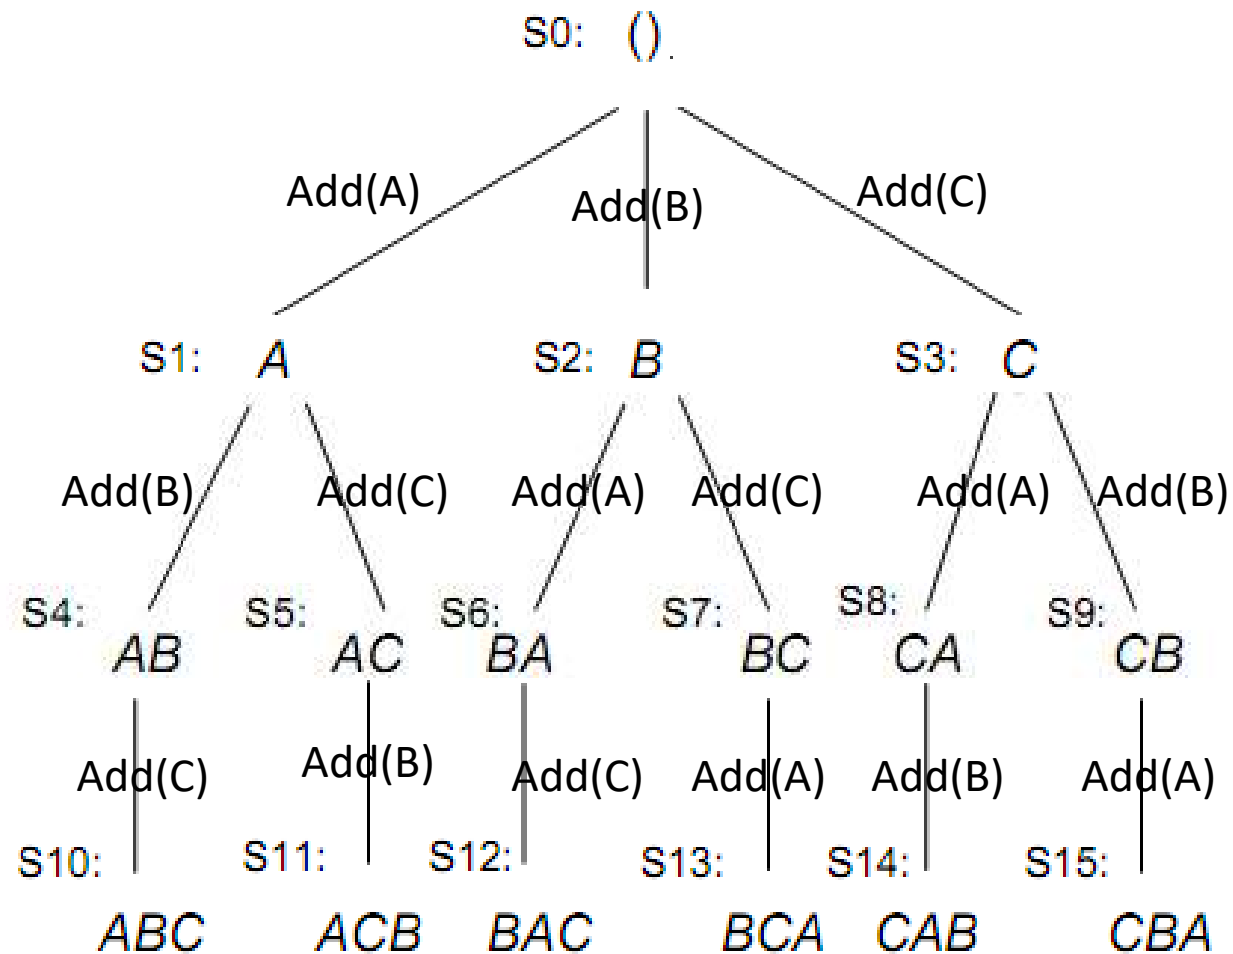 S0: ().
Add(A) Add(B) Add(C)
S1: A S2: B S3: C
Add(B) Add(C) Add(A) Add(C) Add(A) Add(B)
S4: S5: S6: S7: S8: S9:
AB AC BA BC CA CB
Add(C) Add(B) Add(C) Add(A) Add(B) Add(A)
S10: S11: S12: S13: S14: S15:
ABC ACB BAC BCA CAB CBA